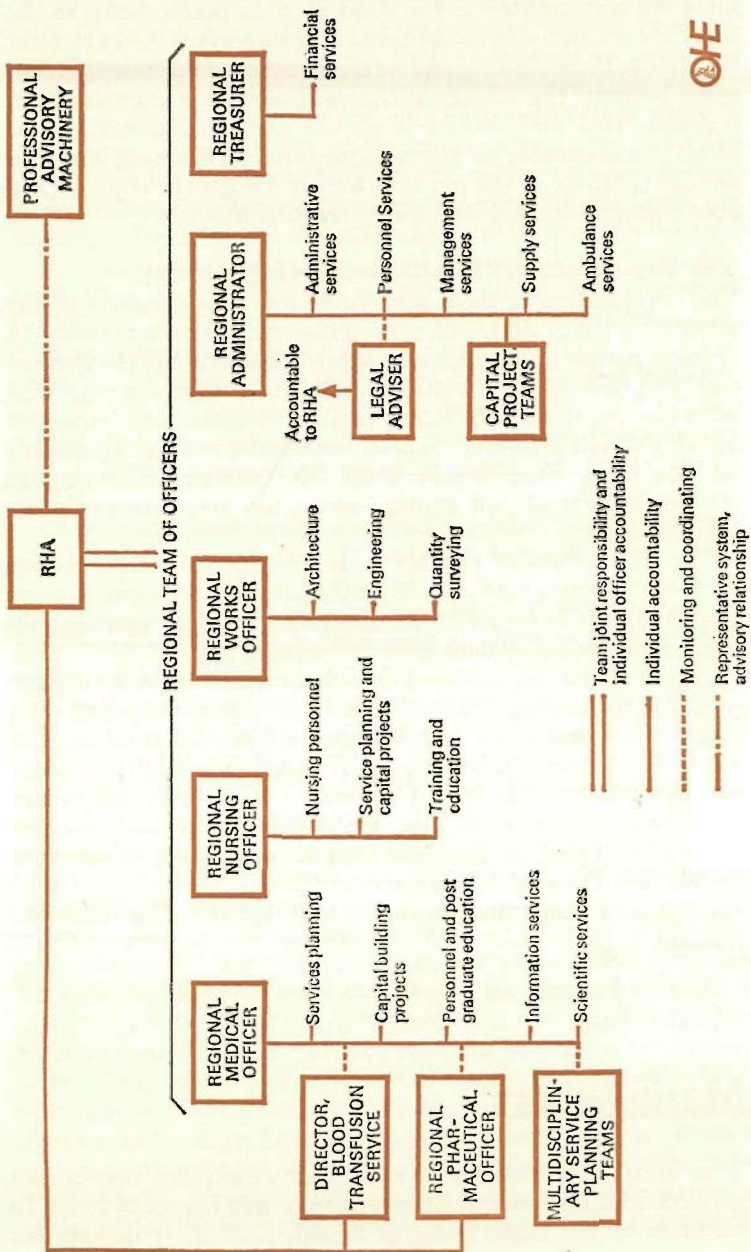 PROFESSIONAL
ADVISORY
MACHINERY
RHA
REGIONAL TEAM OF OFFICERS
REGIONAL
MEDICAL
OFFICER
Services planning
Capital building
projects
Personnel and post
graduate education
Information services
Scientific services
DIRECTOR,
BLOOD
TRANSFUSION
SERVICE
REGIONAL
PHAR-
MACEUTICAL
OFFICER
MULTIDISCIPLIN-
ARY SERVICE
PLANNING
TEAMS
REGIONAL
NURSING
OFFICER
Nursing personnel
Service planning and
capital projects
Training and
education
REGIONAL
WORKS
OFFICER
Architecture
Engineering
Quantity
surveying
REGIONAL
ADMINISTRATOR
Administrative
services
Personnel Services
Management
services
Supply services
Ambulance
services
Accountable
to RHA
LEGAL
ADVISER
CAPITAL
PROJECT
TEAMS
REGIONAL
TREASURER
Financial
services
Team joint responsibility and
individual officer accountability
Individual accountability
Monitoring and coordinating
Representative system,
advisory relationship
OHE